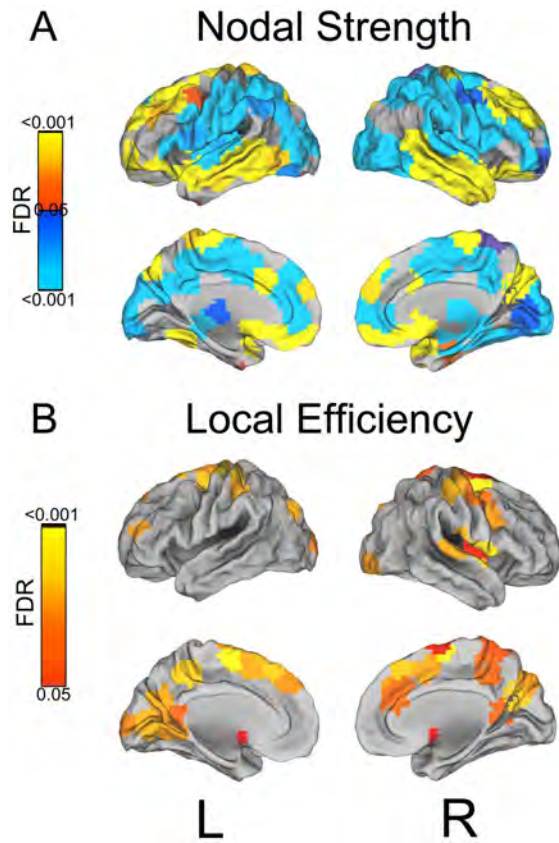 A
Nodal Strength
<0.001
FDR
0.05
<0.001
B
Local Efficiency
<0.001
FDR
0.05
L
R